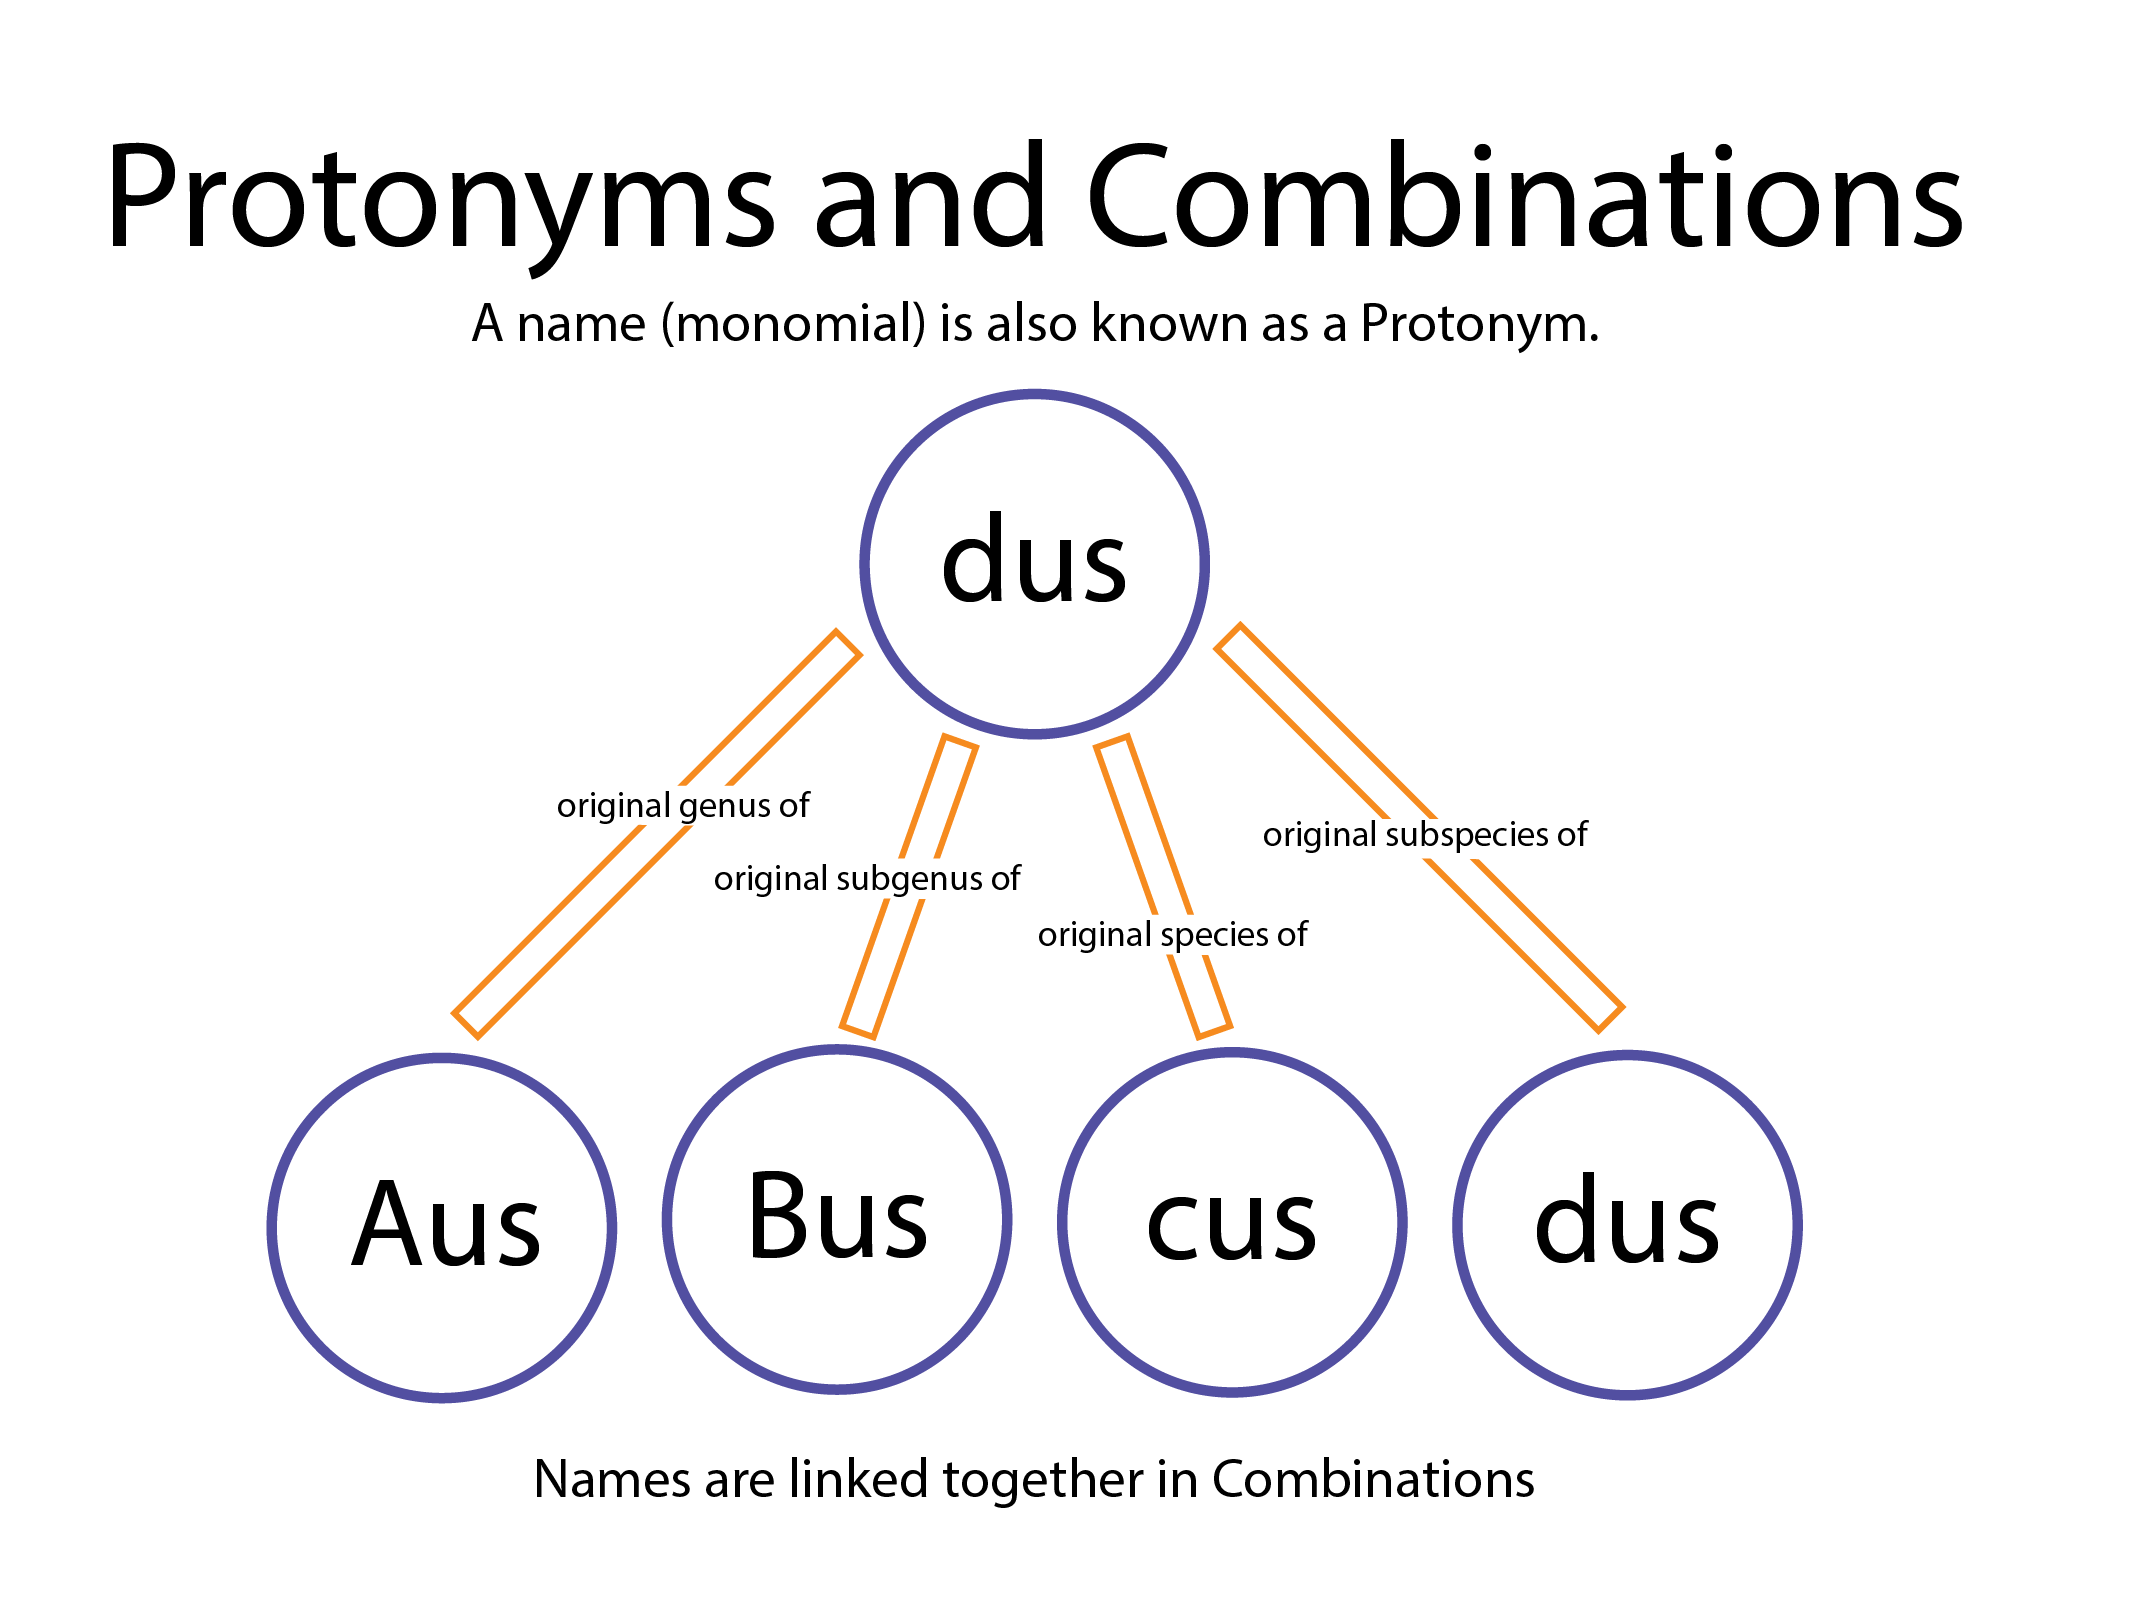 Protonyms and Combinations
A name (monomial) is also known as a Protonym.
dus
original genus of
original subspecies of
original subgenus of
original species of
Aus
Bus
cus
dus
Names are linked together in Combinations